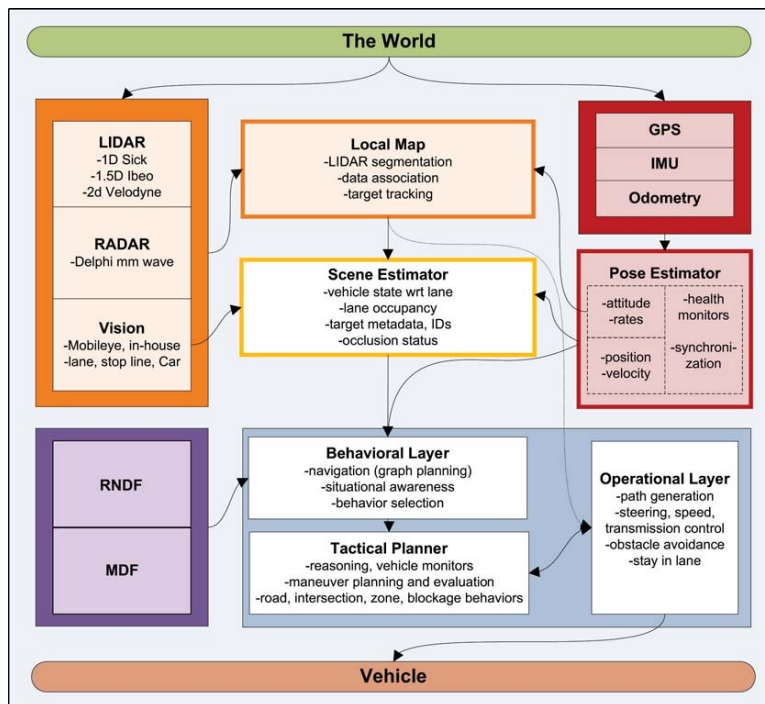 The World
LIDAR
-1D Sick
-1.5D Ibeo
-2d Velodyne
RADAR
-Delphi mm wave
Vision
-Mobileye, in-house
-lane, stop line, Car
Local Map
-LIDAR segmentation
-data association
-target tracking
GPS
IMU
Odometry
Scene Estimator
-vehicle state wrt lane
-lane occupancy
-target metadata, IDs
-occlusion status
Pose Estimator
-attitude
-rates
-health
monitors
-position
-velocity
-synchroni-
zation
RNDF
MDF
Behavioral Layer
-navigation (graph planning)
-situational awareness
-behavior selection
Tactical Planner
-reasoning, vehicle monitors
-maneuver planning and evaluation
-road, intersection, zone, blockage behaviors
Operational Layer
-path generation
-steering, speed,
transmission control
-obstacle avoidance
-stay in lane
Vehicle